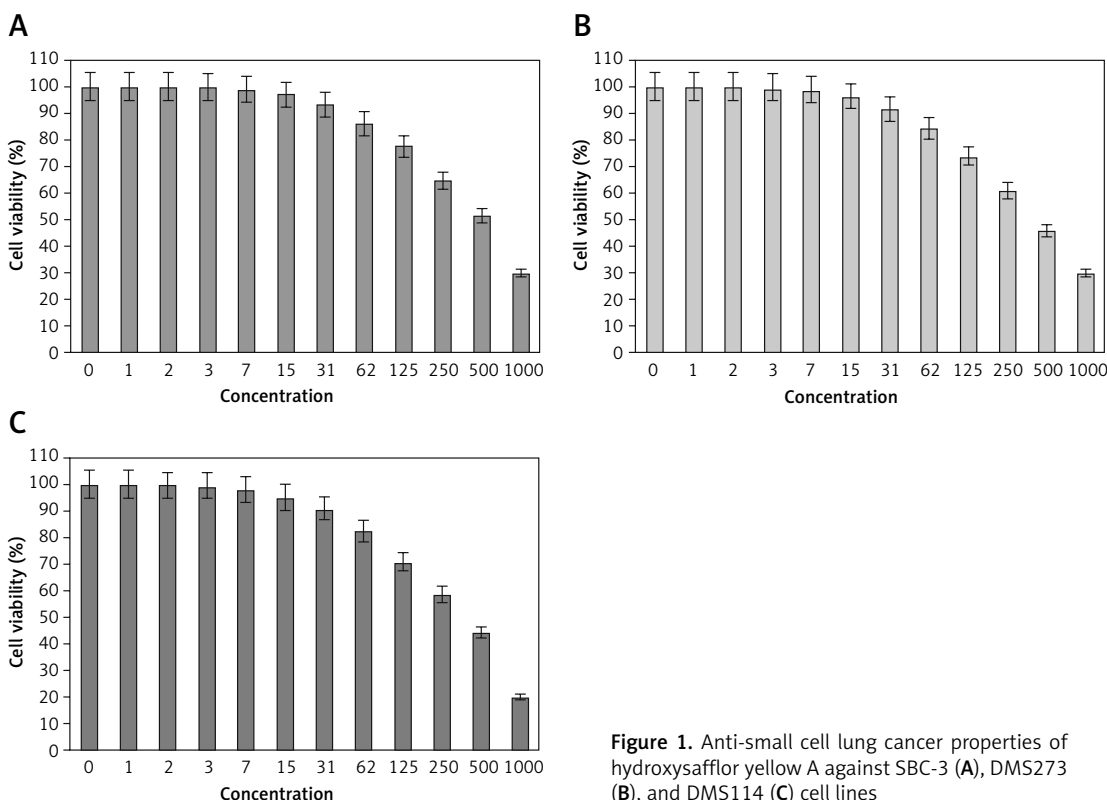 A
110
100
90
80
70
60
50
40
30
20
10
0
Cell viability (%)
0 1 2 3 7 15 31 62 125 250 500 1000
Concentration
B
110
100
90
80
70
60
50
40
30
20
10
0
Cell viability (%)
0 1 2 3 7 15 31 62 125 250 500 1000
Concentration
C
110
100
90
80
70
60
50
40
30
20
10
0
Cell viability (%)
0 1 2 3 7 15 31 62 125 250 500 1000
Concentration
Figure 1. Anti-small cell lung cancer properties of
hydroxysafflor yellow A against SBC-3 (A), DMS273
(B), and DMS114 (C) cell lines